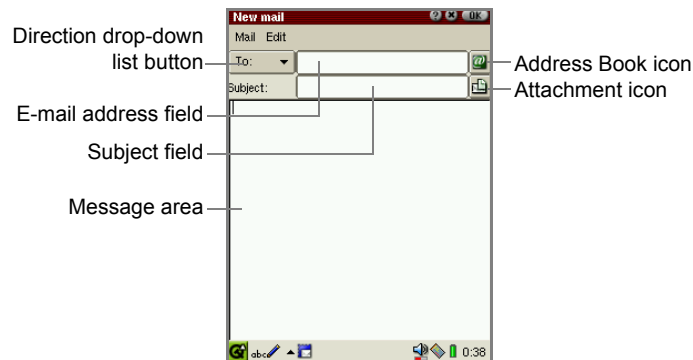 New mail ? OK
Mail Edit
Direction drop-down
list button
To:
@
Address Book icon
Subject:
Attachment icon
E-mail address field
Subject field
Message area
abc
0:38